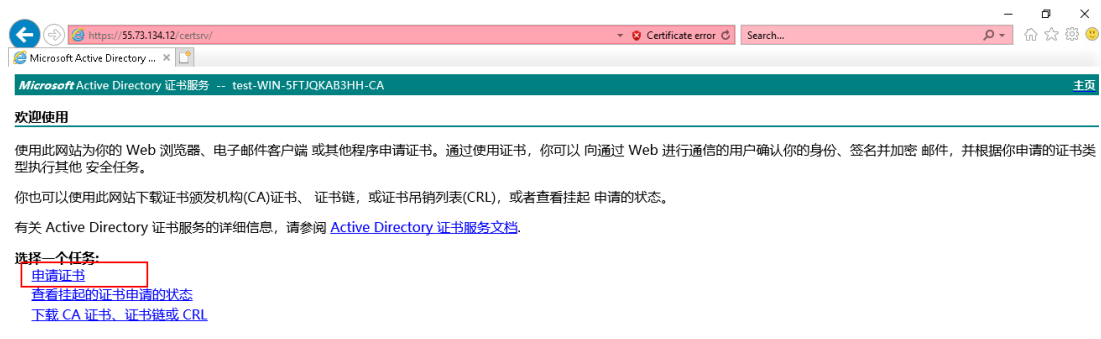 https://55.73.134.12/certsrv/ Certificate error Search...
Microsoft Active Directory ...
Microsoft Active Directory 证书服务 -- test-WIN-5FTJQKAB3HH-CA 主页
欢迎使用
使用此网站为你的 Web 浏览器、电子邮件客户端 或其他程序申请证书。通过使用证书，你可以 向通过 Web 进行通信的用户确认你的身份、签名并加密 邮件，并根据你申请的证书类
型执行其他 安全任务。
你也可以使用此网站下载证书颁发机构(CA)证书、 证书链，或证书吊销列表(CRL)，或者查看挂起 申请的状态。
有关 Active Directory 证书服务的详细信息，请参阅 Active Directory 证书服务文档.
选择一个任务:
申请证书
查看挂起的证书申请的状态
下载 CA 证书、证书链或 CRL